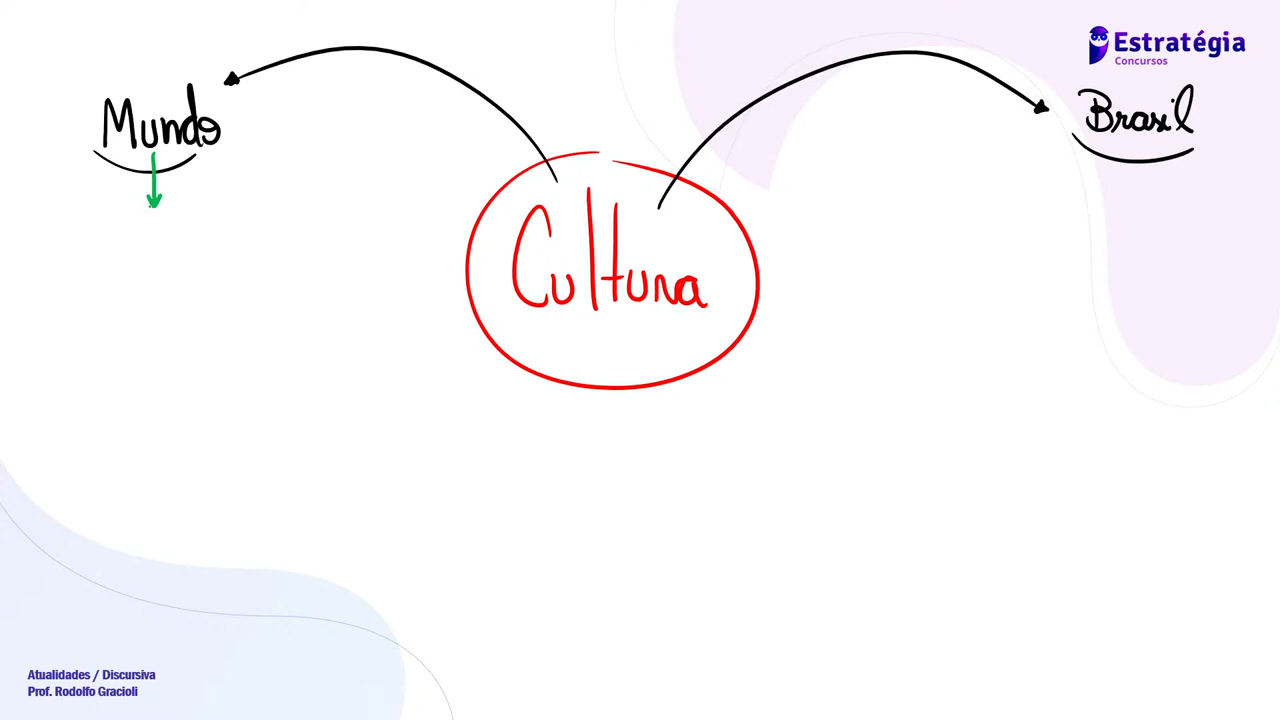 Estratégia
Concursos
Mundo
Brasil
Cultura
Atualidades / Discursiva
Prof. Rodolfo Gracioli